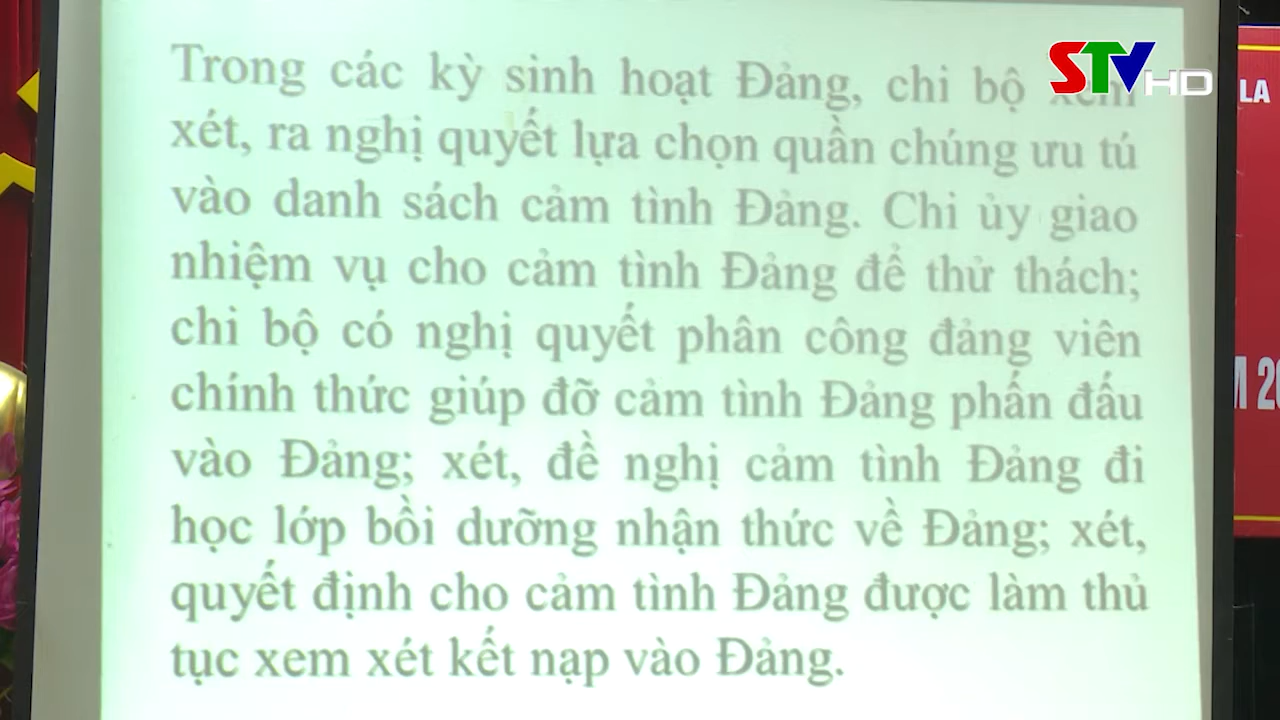 Trong các kỳ sinh hoạt Đảng, chi bộ xem
xét, ra nghị quyết lựa chọn quần chúng ưu tú
vào danh sách cảm tình Đảng. Chi ủy giao
nhiệm vụ cho cảm tình Đảng để thử thách;
chi bộ có nghị quyết phân công đảng viên
chính thức giúp đỡ cảm tình Đảng phấn đấu
vào Đảng; xét, đề nghị cảm tình Đảng đi
học lớp bồi dưỡng nhận thức về Đảng; xét,
quyết định cho cảm tình Đảng được làm thủ
tục xem xét kết nạp vào Đảng.
STV HD
LA